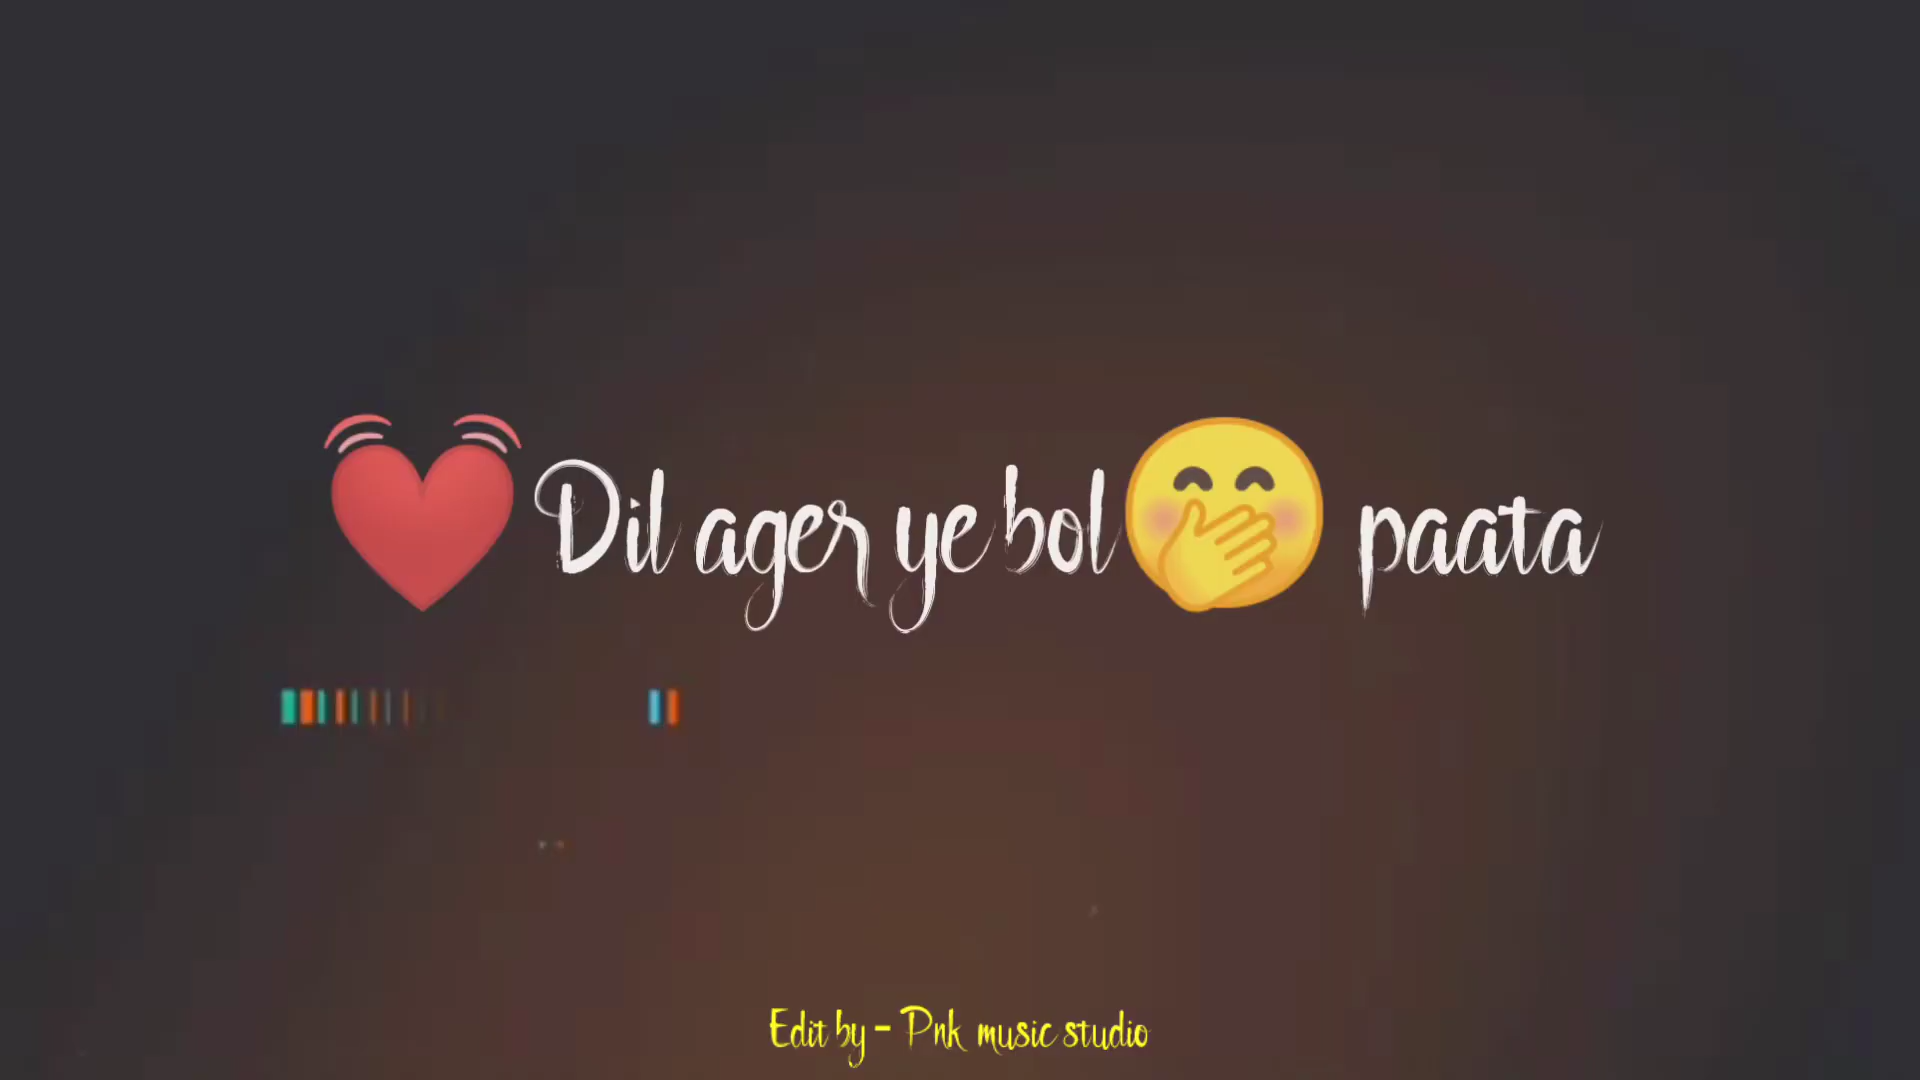 💓 Dil ager ye bol 🤭 paata
Edit by - Pnk music studio